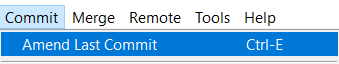 Commit Merge Remote Tools Help
Amend Last Commit Ctrl-E